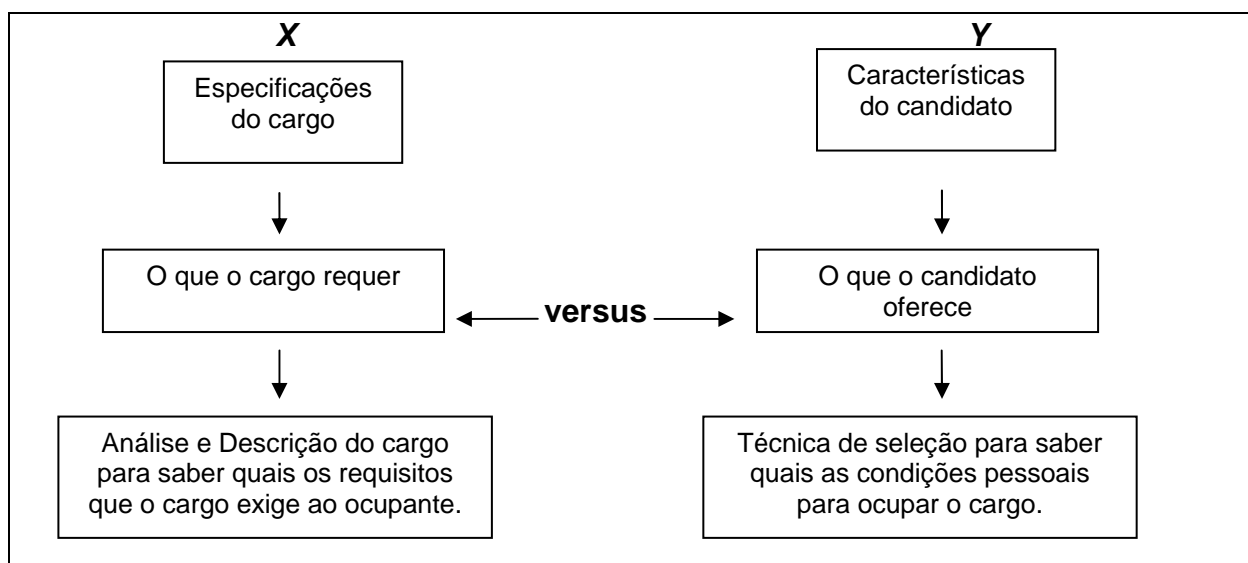 X
Y
Especificações
do cargo
Características
do candidato
O que o cargo requer
versus
O que o candidato
oferece
Análise e Descrição do cargo
para saber quais os requisitos
que o cargo exige ao ocupante.
Técnica de seleção para saber
quais as condições pessoais
para ocupar o cargo.